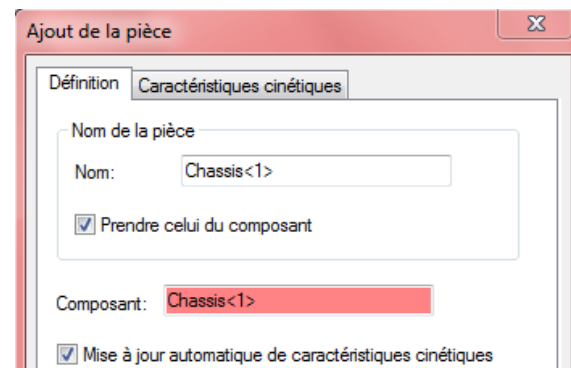 Ajout de la pièce
Définition Caractéristiques cinétiques
Nom de la pièce
Nom: Chassis<1>
Prendre celui du composant
Composant: Chassis<1>
Mise à jour automatique de caractéristiques cinétiques